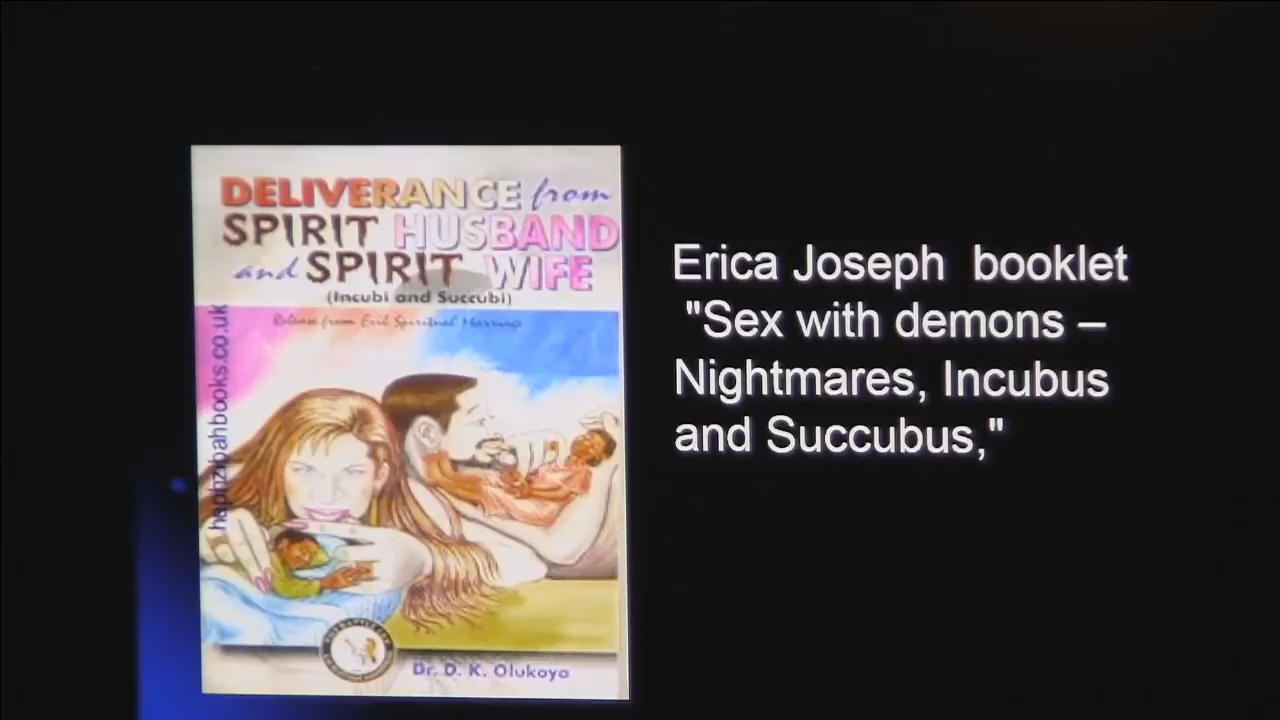 DELIVERANCE from
SPIRIT HUSBAND
and SPIRIT WIFE
(Incubi and Succubi)
Release from Evil Spiritual Marriage
haphzibahbooks.co.uk
Dr. D. K. Olukoya
Erica Joseph booklet
"Sex with demons –
Nightmares, Incubus
and Succubus,"